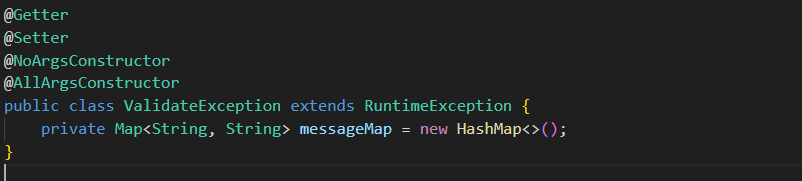 @Getter
@Setter
@NoArgsConstructor
@AllArgsConstructor
public class ValidateException extends RuntimeException {
    private Map<String, String> messageMap = new HashMap<>();
}